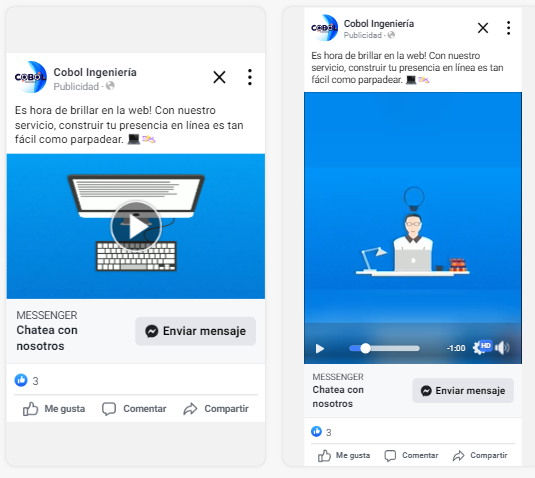 COBOL
Cobol Ingeniería
Publicidad ·
Es hora de brillar en la web! Con nuestro
servicio, construir tu presencia en línea es tan
fácil como parpadear.
MESSENGER
Chatea con
nosotros
Enviar mensaje
3
Me gusta
Comentar
Compartir
COBOL
Cobol Ingeniería
Publicidad ·
Es hora de brillar en la web! Con nuestro
servicio, construir tu presencia en línea es tan
fácil como parpadear.
-1:00
HD
MESSENGER
Chatea con
nosotros
Enviar mensaje
3
Me gusta
Comentar
Compartir